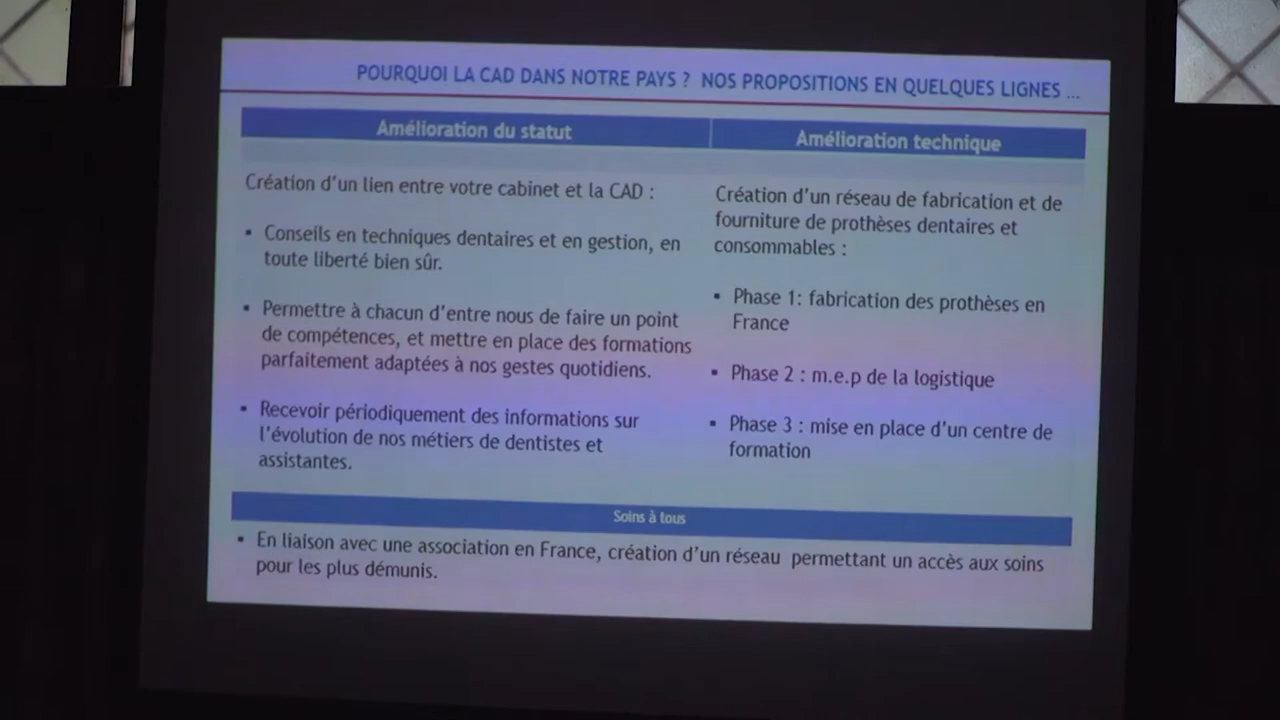 POURQUOI LA CAD DANS NOTRE PAYS ? NOS PROPOSITIONS EN QUELQUES LIGNES ...
Amélioration du statut
Création d'un lien entre votre cabinet et la CAD :
▪ Conseils en techniques dentaires et en gestion, en
toute liberté bien sûr.
▪ Permettre à chacun d'entre nous de faire un point
de compétences, et mettre en place des formations
parfaitement adaptées à nos gestes quotidiens.
▪ Recevoir périodiquement des informations sur
l'évolution de nos métiers de dentistes et
assistantes.
Amélioration technique
Création d'un réseau de fabrication et de
fourniture de prothèses dentaires et
consommables :
▪ Phase 1: fabrication des prothèses en
France
▪ Phase 2 : m.e.p de la logistique
▪ Phase 3 : mise en place d'un centre de
formation
Soins à tous
▪ En liaison avec une association en France, création d'un réseau permettant un accès aux soins
pour les plus démunis.